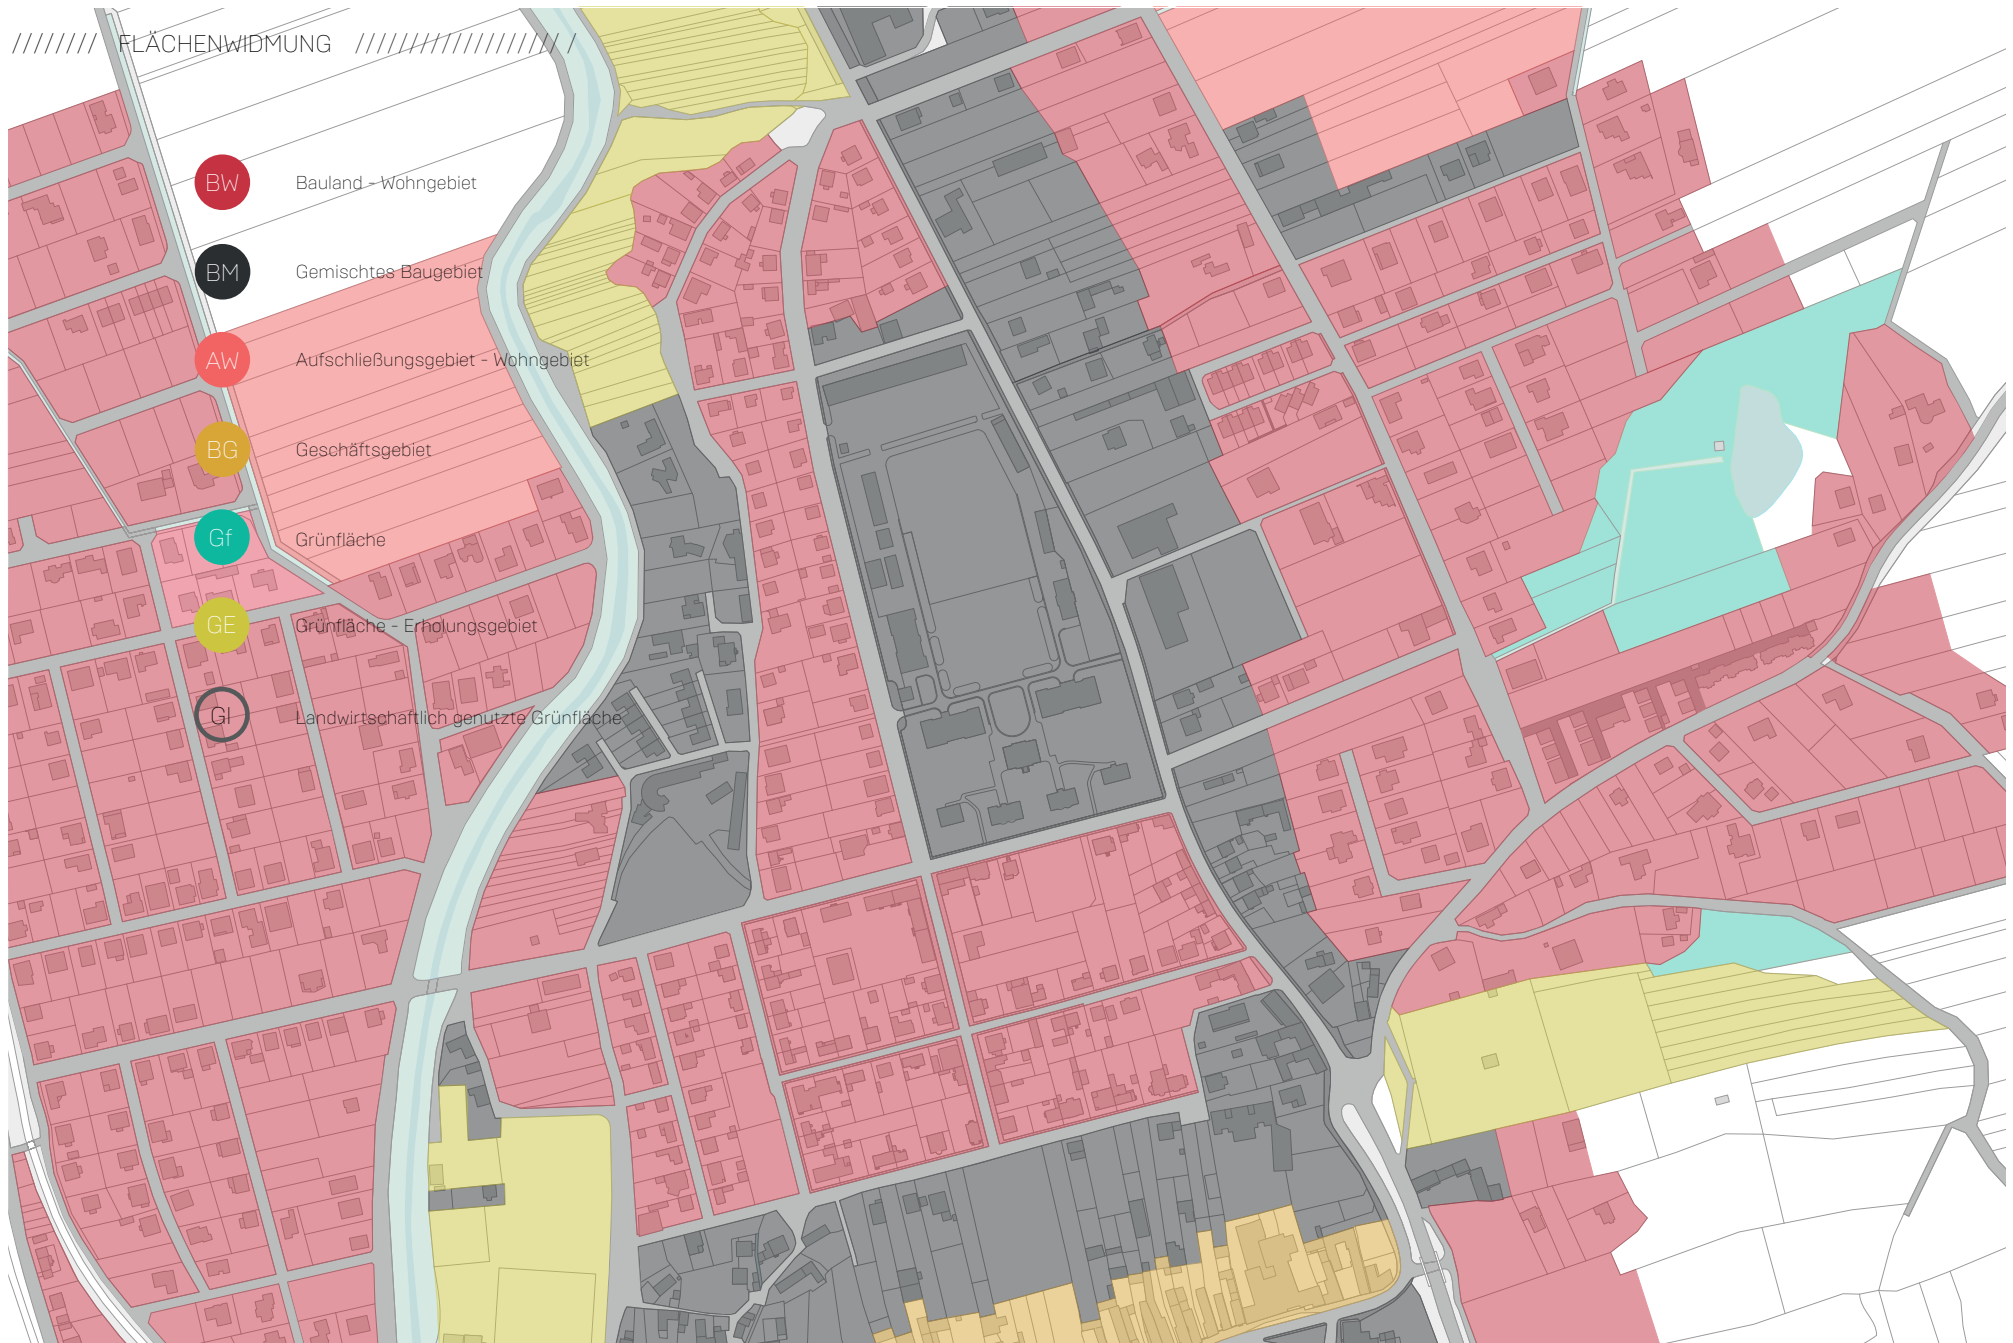 //////// FLÄCHENWIDMUNG /////////////////// /
BW Bauland - Wohngebiet
BM Gemischtes Baugebiet
AW Aufschließungsgebiet - Wohngebiet
BG Geschäftsgebiet
Gf Grünfläche
GE Grünfläche - Erholungsgebiet
Gl Landwirtschaftlich genutzte Grünfläche